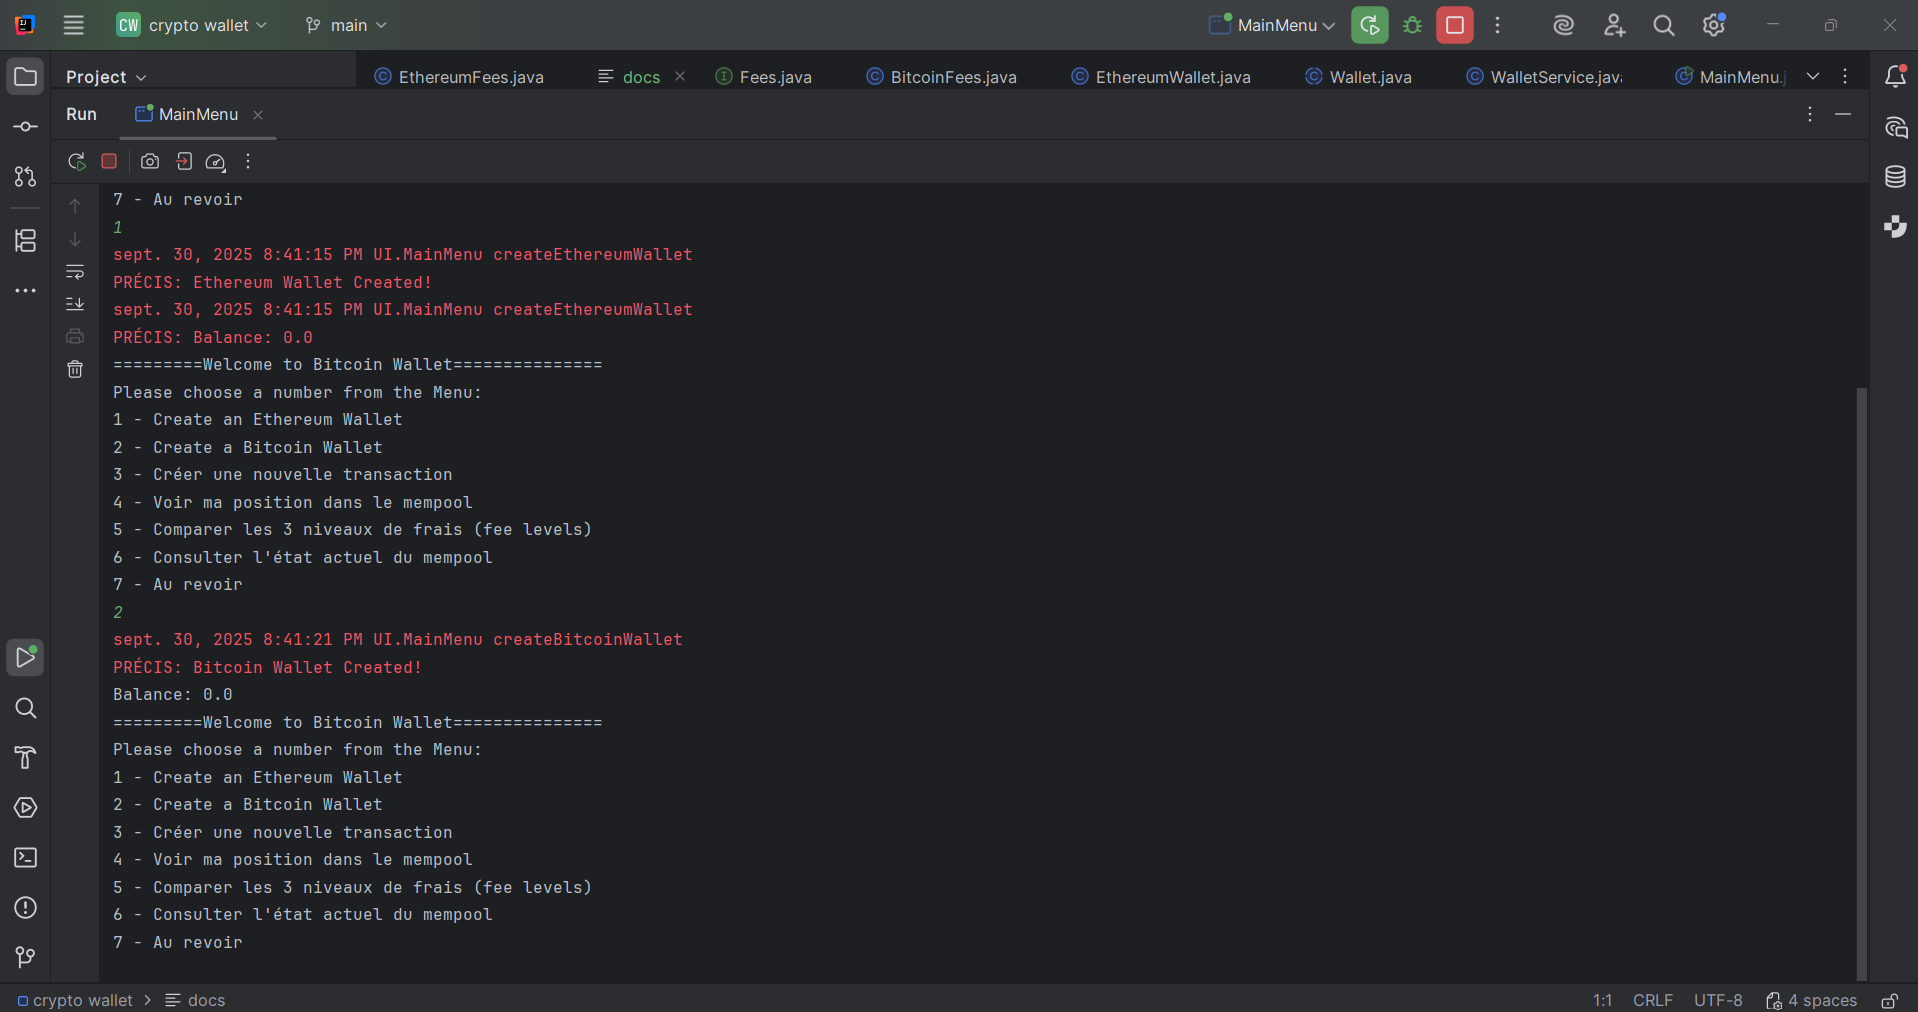 CW crypto wallet main MainMenu
Project EthereumFees.java docs Fees.java BitcoinFees.java EthereumWallet.java Wallet.java WalletService.java MainMenu.j
Run MainMenu
7 - Au revoir
1
sept. 30, 2025 8:41:15 PM UI.MainMenu createEthereumWallet
PRÉCIS: Ethereum Wallet Created!
sept. 30, 2025 8:41:15 PM UI.MainMenu createEthereumWallet
PRÉCIS: Balance: 0.0
=========Welcome to Bitcoin Wallet===============
Please choose a number from the Menu:
1 - Create an Ethereum Wallet
2 - Create a Bitcoin Wallet
3 - Créer une nouvelle transaction
4 - Voir ma position dans le mempool
5 - Comparer les 3 niveaux de frais (fee levels)
6 - Consulter l'état actuel du mempool
7 - Au revoir
2
sept. 30, 2025 8:41:21 PM UI.MainMenu createBitcoinWallet
PRÉCIS: Bitcoin Wallet Created!
Balance: 0.0
=========Welcome to Bitcoin Wallet===============
Please choose a number from the Menu:
1 - Create an Ethereum Wallet
2 - Create a Bitcoin Wallet
3 - Créer une nouvelle transaction
4 - Voir ma position dans le mempool
5 - Comparer les 3 niveaux de frais (fee levels)
6 - Consulter l'état actuel du mempool
7 - Au revoir
crypto wallet > docs 1:1 CRLF UTF-8 4 spaces